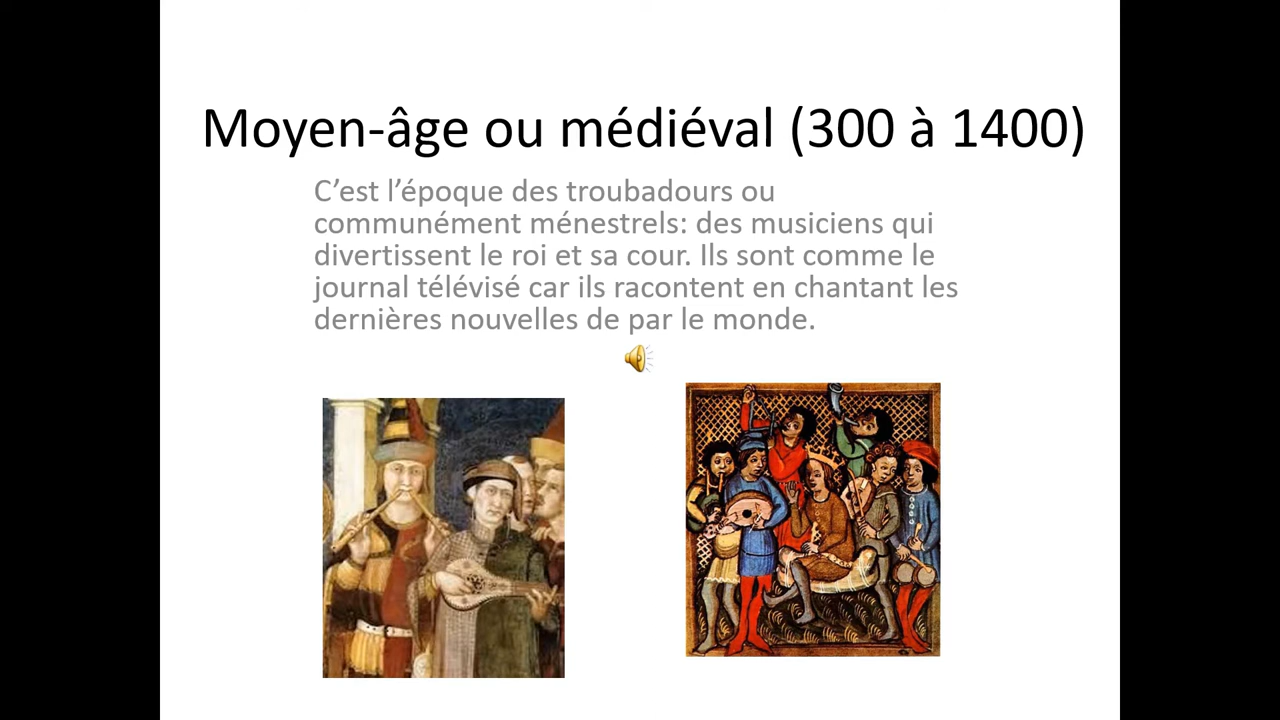 Moyen-âge ou médiéval (300 à 1400)
C’est l’époque des troubadours ou
communément ménestrels: des musiciens qui
divertissent le roi et sa cour. Ils sont comme le
journal télévisé car ils racontent en chantant les
dernières nouvelles de par le monde.